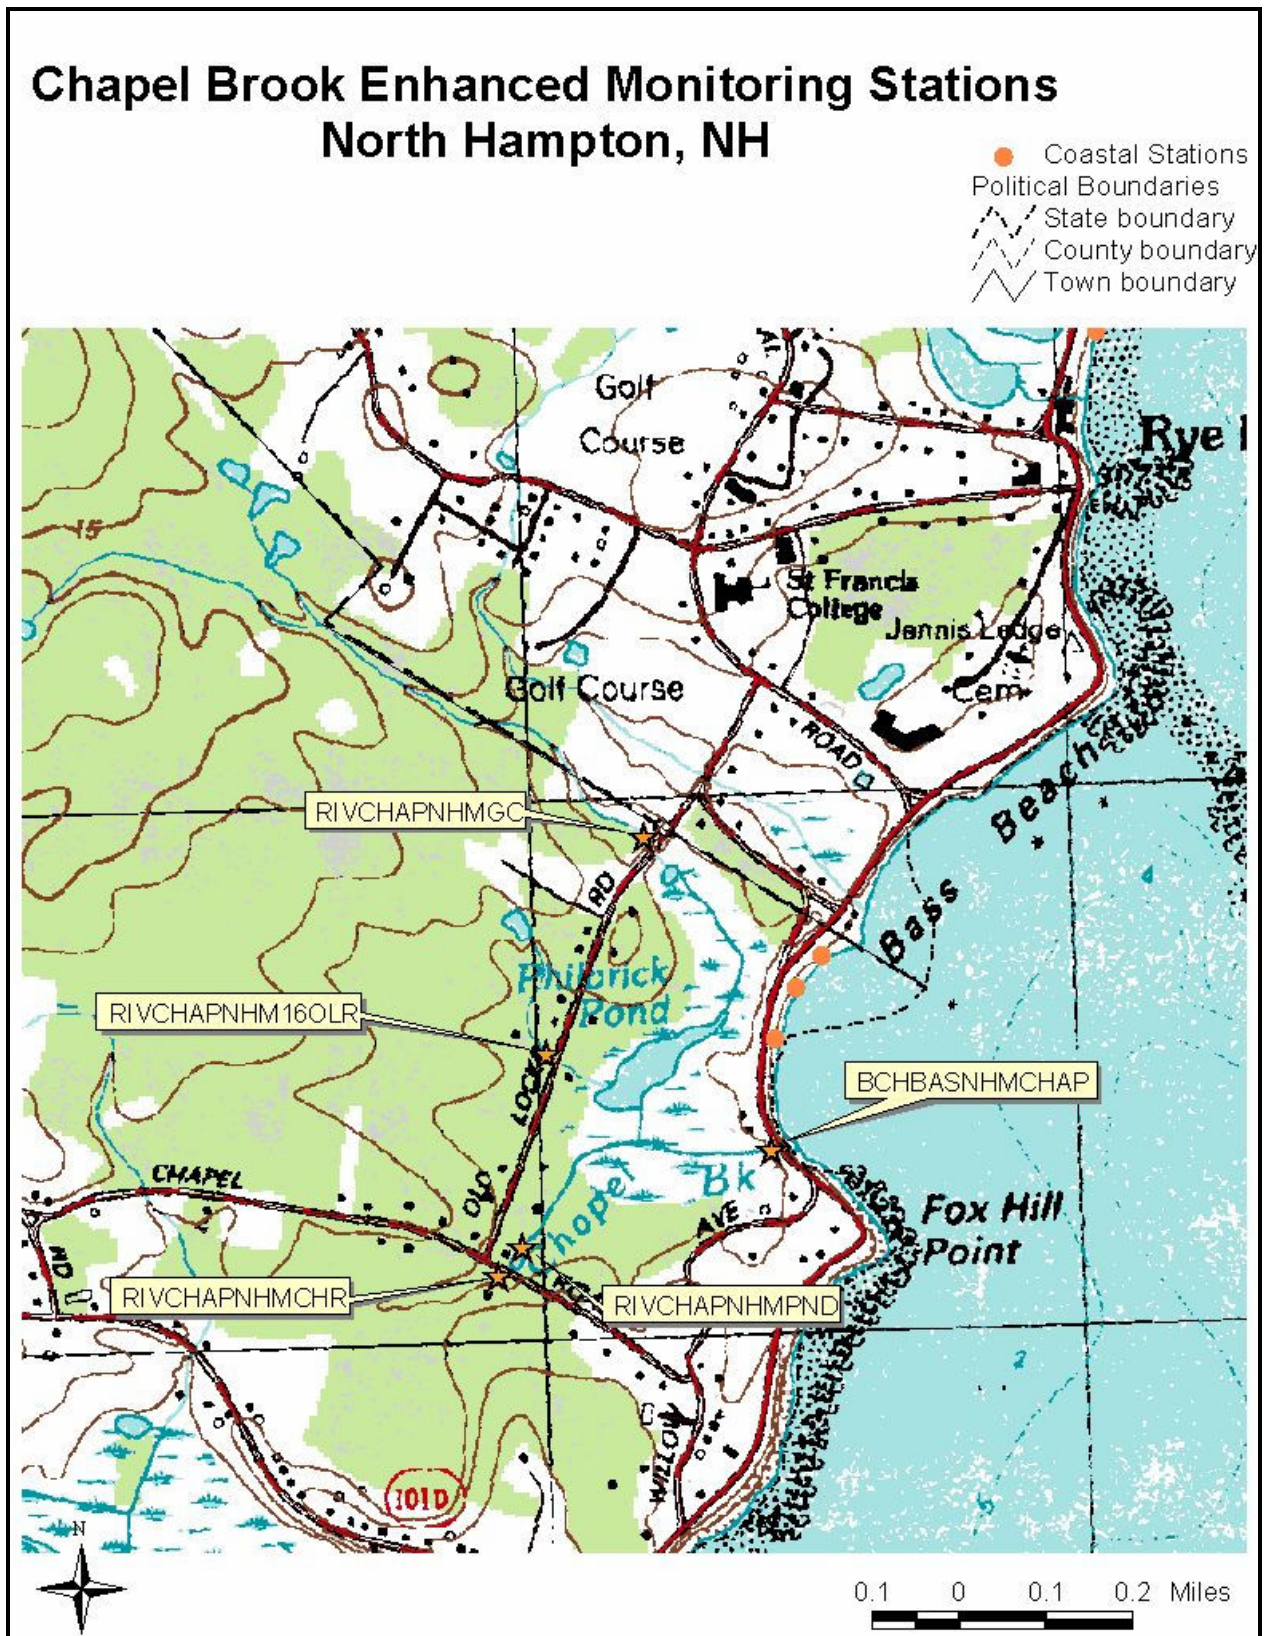 Chapel Brook Enhanced Monitoring Stations
North Hampton, NH
Coastal Stations
Political Boundaries
State boundary
County boundary
Town boundary
Golf
Course
Rye
15
St Francis
College
Jennis Ledge
Golf Course
Cem
ROAD
Beach
RIVCHAPNHMGC
RD
Bass
Philbrick
Pond
RIVCHAPNHM16OLR
BCHBASNHMCHAP
LOCK
CHAPEL
OLD
Chapel
Bk
AVE
Fox Hill
Point
RIVCHAPNHMCHR
RIVCHAPNHMPND
WILLOW
101D
N
0.1 0 0.1 0.2 Miles